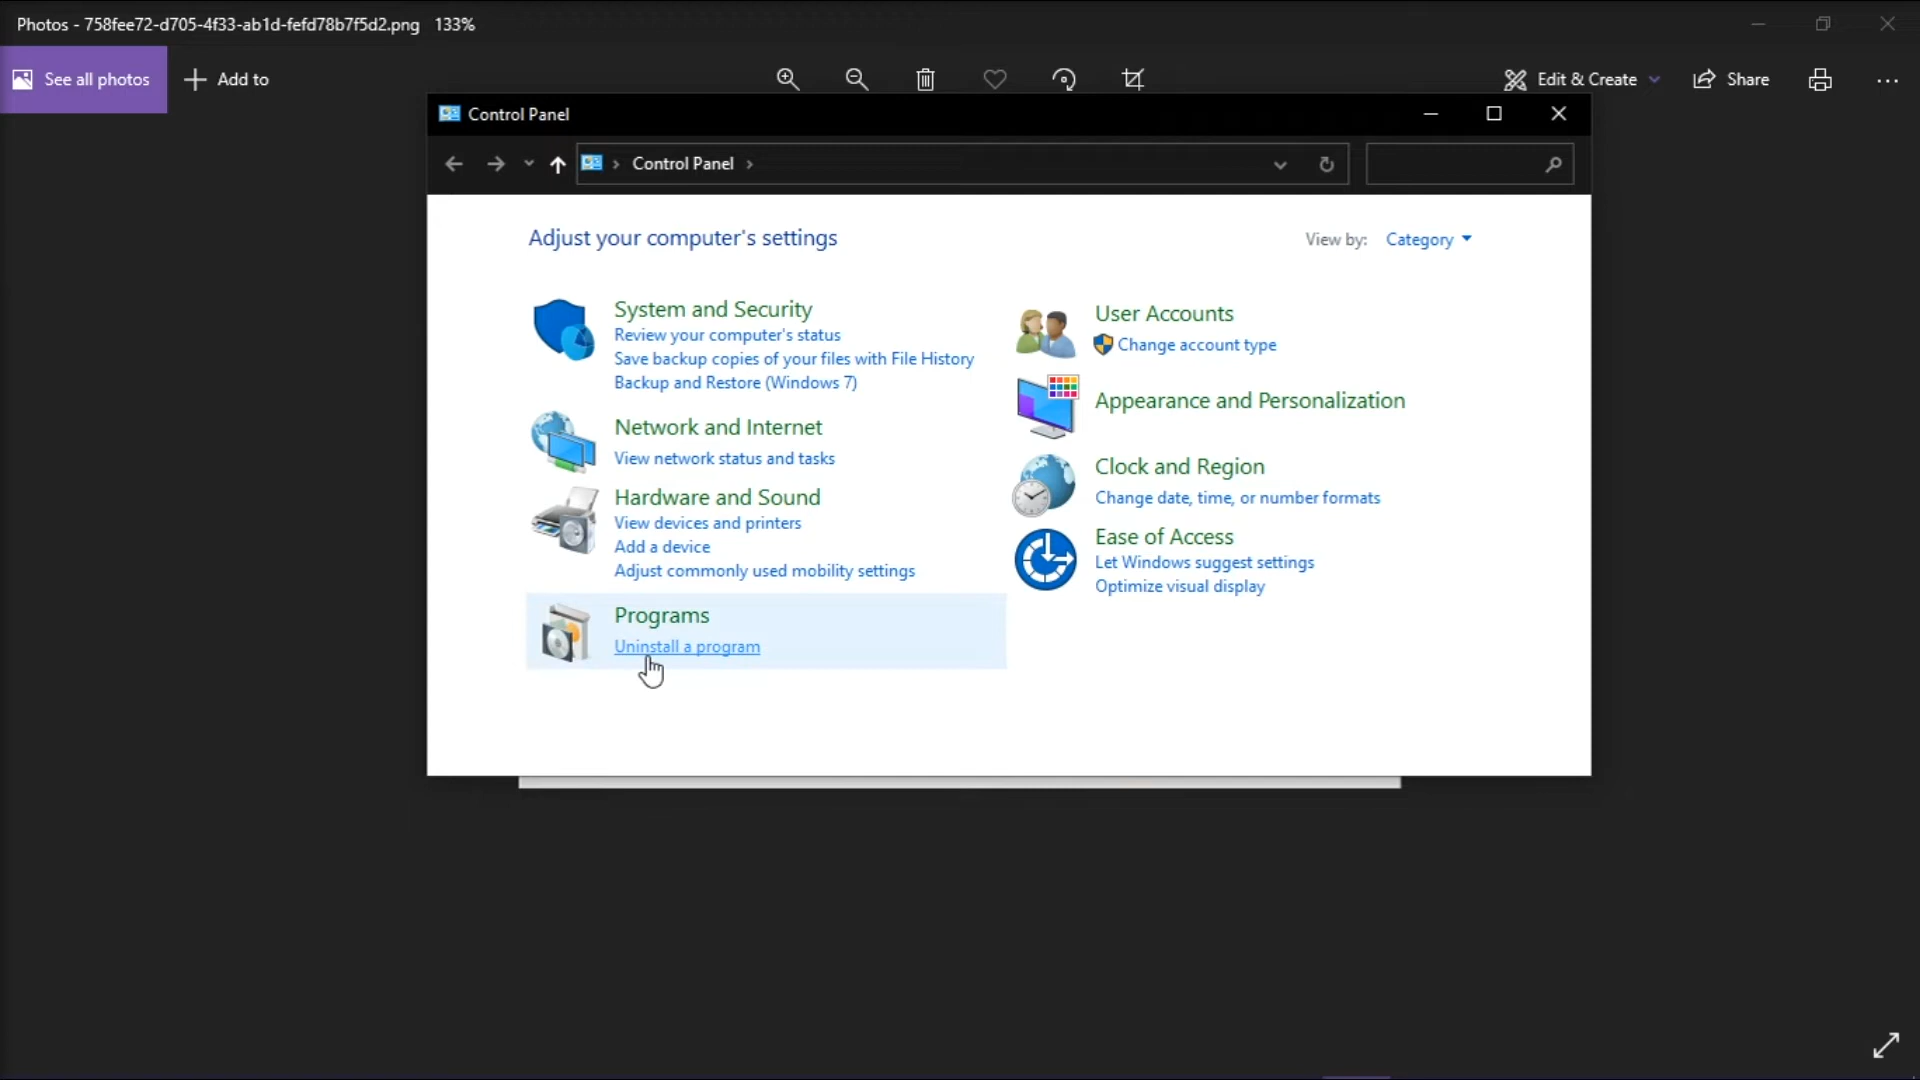 Photos - 758fee72-d705-4f33-ab1d-fefd78b7f5d2.png 133%
See all photos
Add to
Edit & Create
Share
Control Panel
Control Panel
Adjust your computer's settings
View by: Category
System and Security
Review your computer's status
Save backup copies of your files with File History
Backup and Restore (Windows 7)
Network and Internet
View network status and tasks
Hardware and Sound
View devices and printers
Add a device
Adjust commonly used mobility settings
Programs
Uninstall a program
User Accounts
Change account type
Appearance and Personalization
Clock and Region
Change date, time, or number formats
Ease of Access
Let Windows suggest settings
Optimize visual display